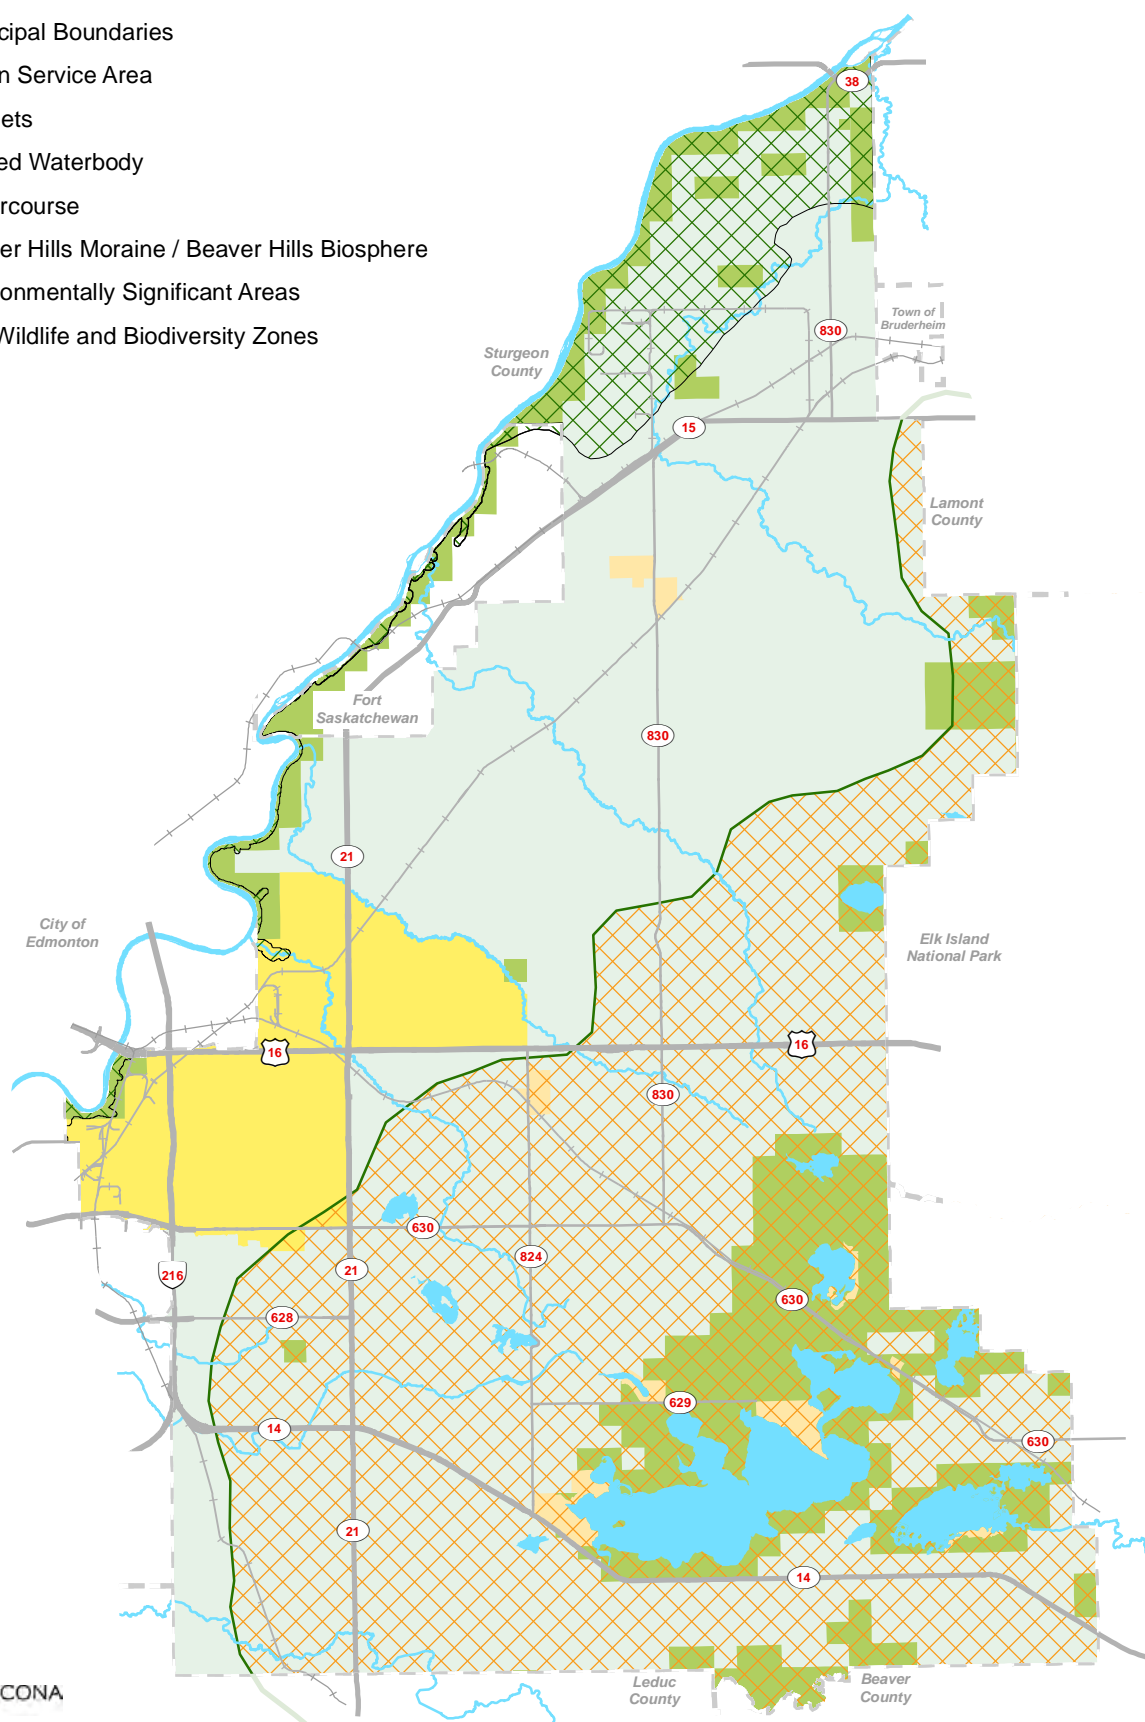 cipal Boundaries
n Service Area
ets
ed Waterbody
rcourse
er Hills Moraine / Beaver Hills Biosphere
onmentally Significant Areas
Wildlife and Biodiversity Zones
38
Town of
Bruderheim
830
Sturgeon
County
15
Lamont
County
Fort
Saskatchewan
830
21
City of
Edmonton
Elk Island
National Park
16
16
830
630
824
216
21
628
630
629
14
630
21
14
Leduc
County
Beaver
County
CONA